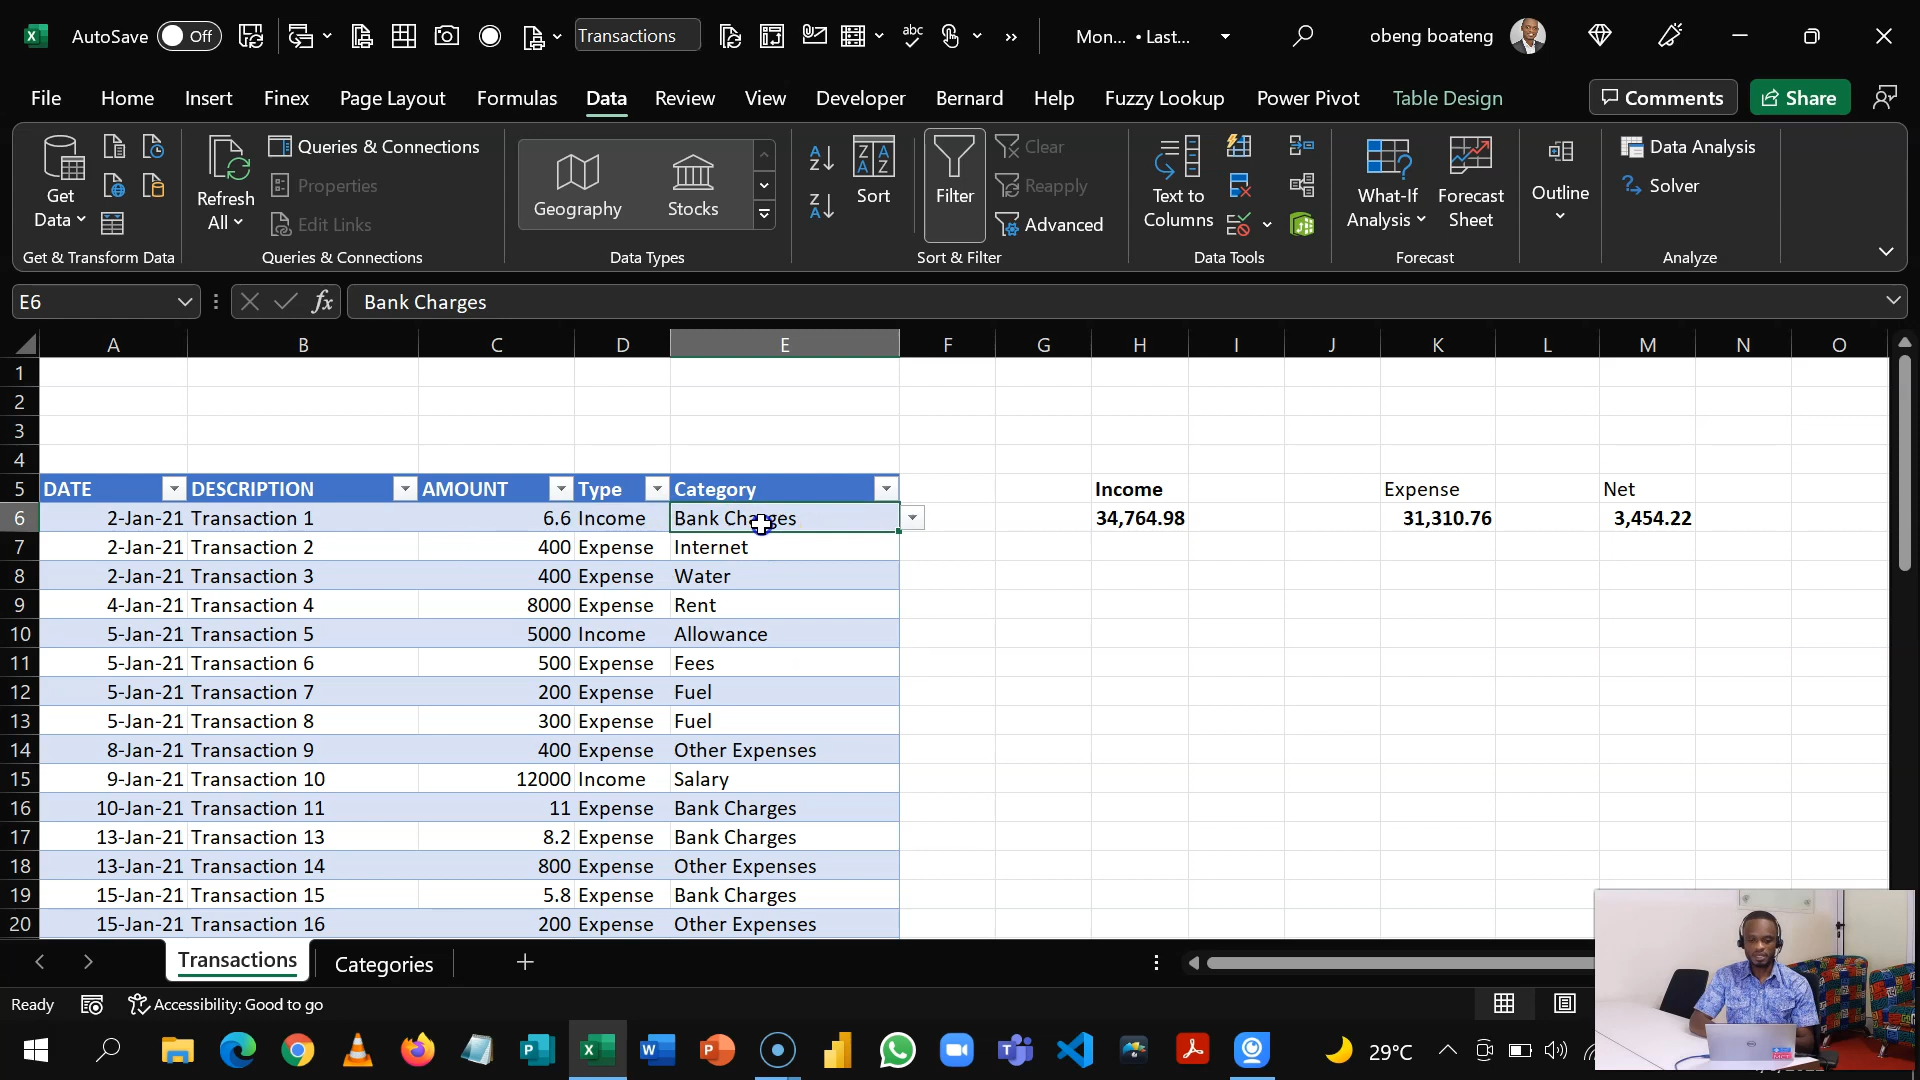 AutoSave Off Transactions Mon... • Last... obeng boateng
File Home Insert Finex Page Layout Formulas Data Review View Developer Bernard Help Fuzzy Lookup Power Pivot Table Design Comments Share
Get Data
Refresh All
Queries & Connections
Properties
Edit Links
Geography
Stocks
Sort
Filter
Clear
Reapply
Advanced
Text to Columns
What-If Analysis
Forecast Sheet
Outline
Data Analysis
Solver
Get & Transform Data Queries & Connections Data Types Sort & Filter Data Tools Forecast Analyze
E6 fx Bank Charges
A B C D E F G H I J K L M N O
1
2
3
4
5 DATE DESCRIPTION AMOUNT Type Category Income Expense Net
6 2-Jan-21 Transaction 1 6.6 Income Bank Charges 34,764.98 31,310.76 3,454.22
7 2-Jan-21 Transaction 2 400 Expense Internet
8 2-Jan-21 Transaction 3 400 Expense Water
9 4-Jan-21 Transaction 4 8000 Expense Rent
10 5-Jan-21 Transaction 5 5000 Income Allowance
11 5-Jan-21 Transaction 6 500 Expense Fees
12 5-Jan-21 Transaction 7 200 Expense Fuel
13 5-Jan-21 Transaction 8 300 Expense Fuel
14 8-Jan-21 Transaction 9 400 Expense Other Expenses
15 9-Jan-21 Transaction 10 12000 Income Salary
16 10-Jan-21 Transaction 11 11 Expense Bank Charges
17 13-Jan-21 Transaction 13 8.2 Expense Bank Charges
18 13-Jan-21 Transaction 14 800 Expense Other Expenses
19 15-Jan-21 Transaction 15 5.8 Expense Bank Charges
20 15-Jan-21 Transaction 16 200 Expense Other Expenses
Transactions Categories
Ready Accessibility: Good to go
29°C